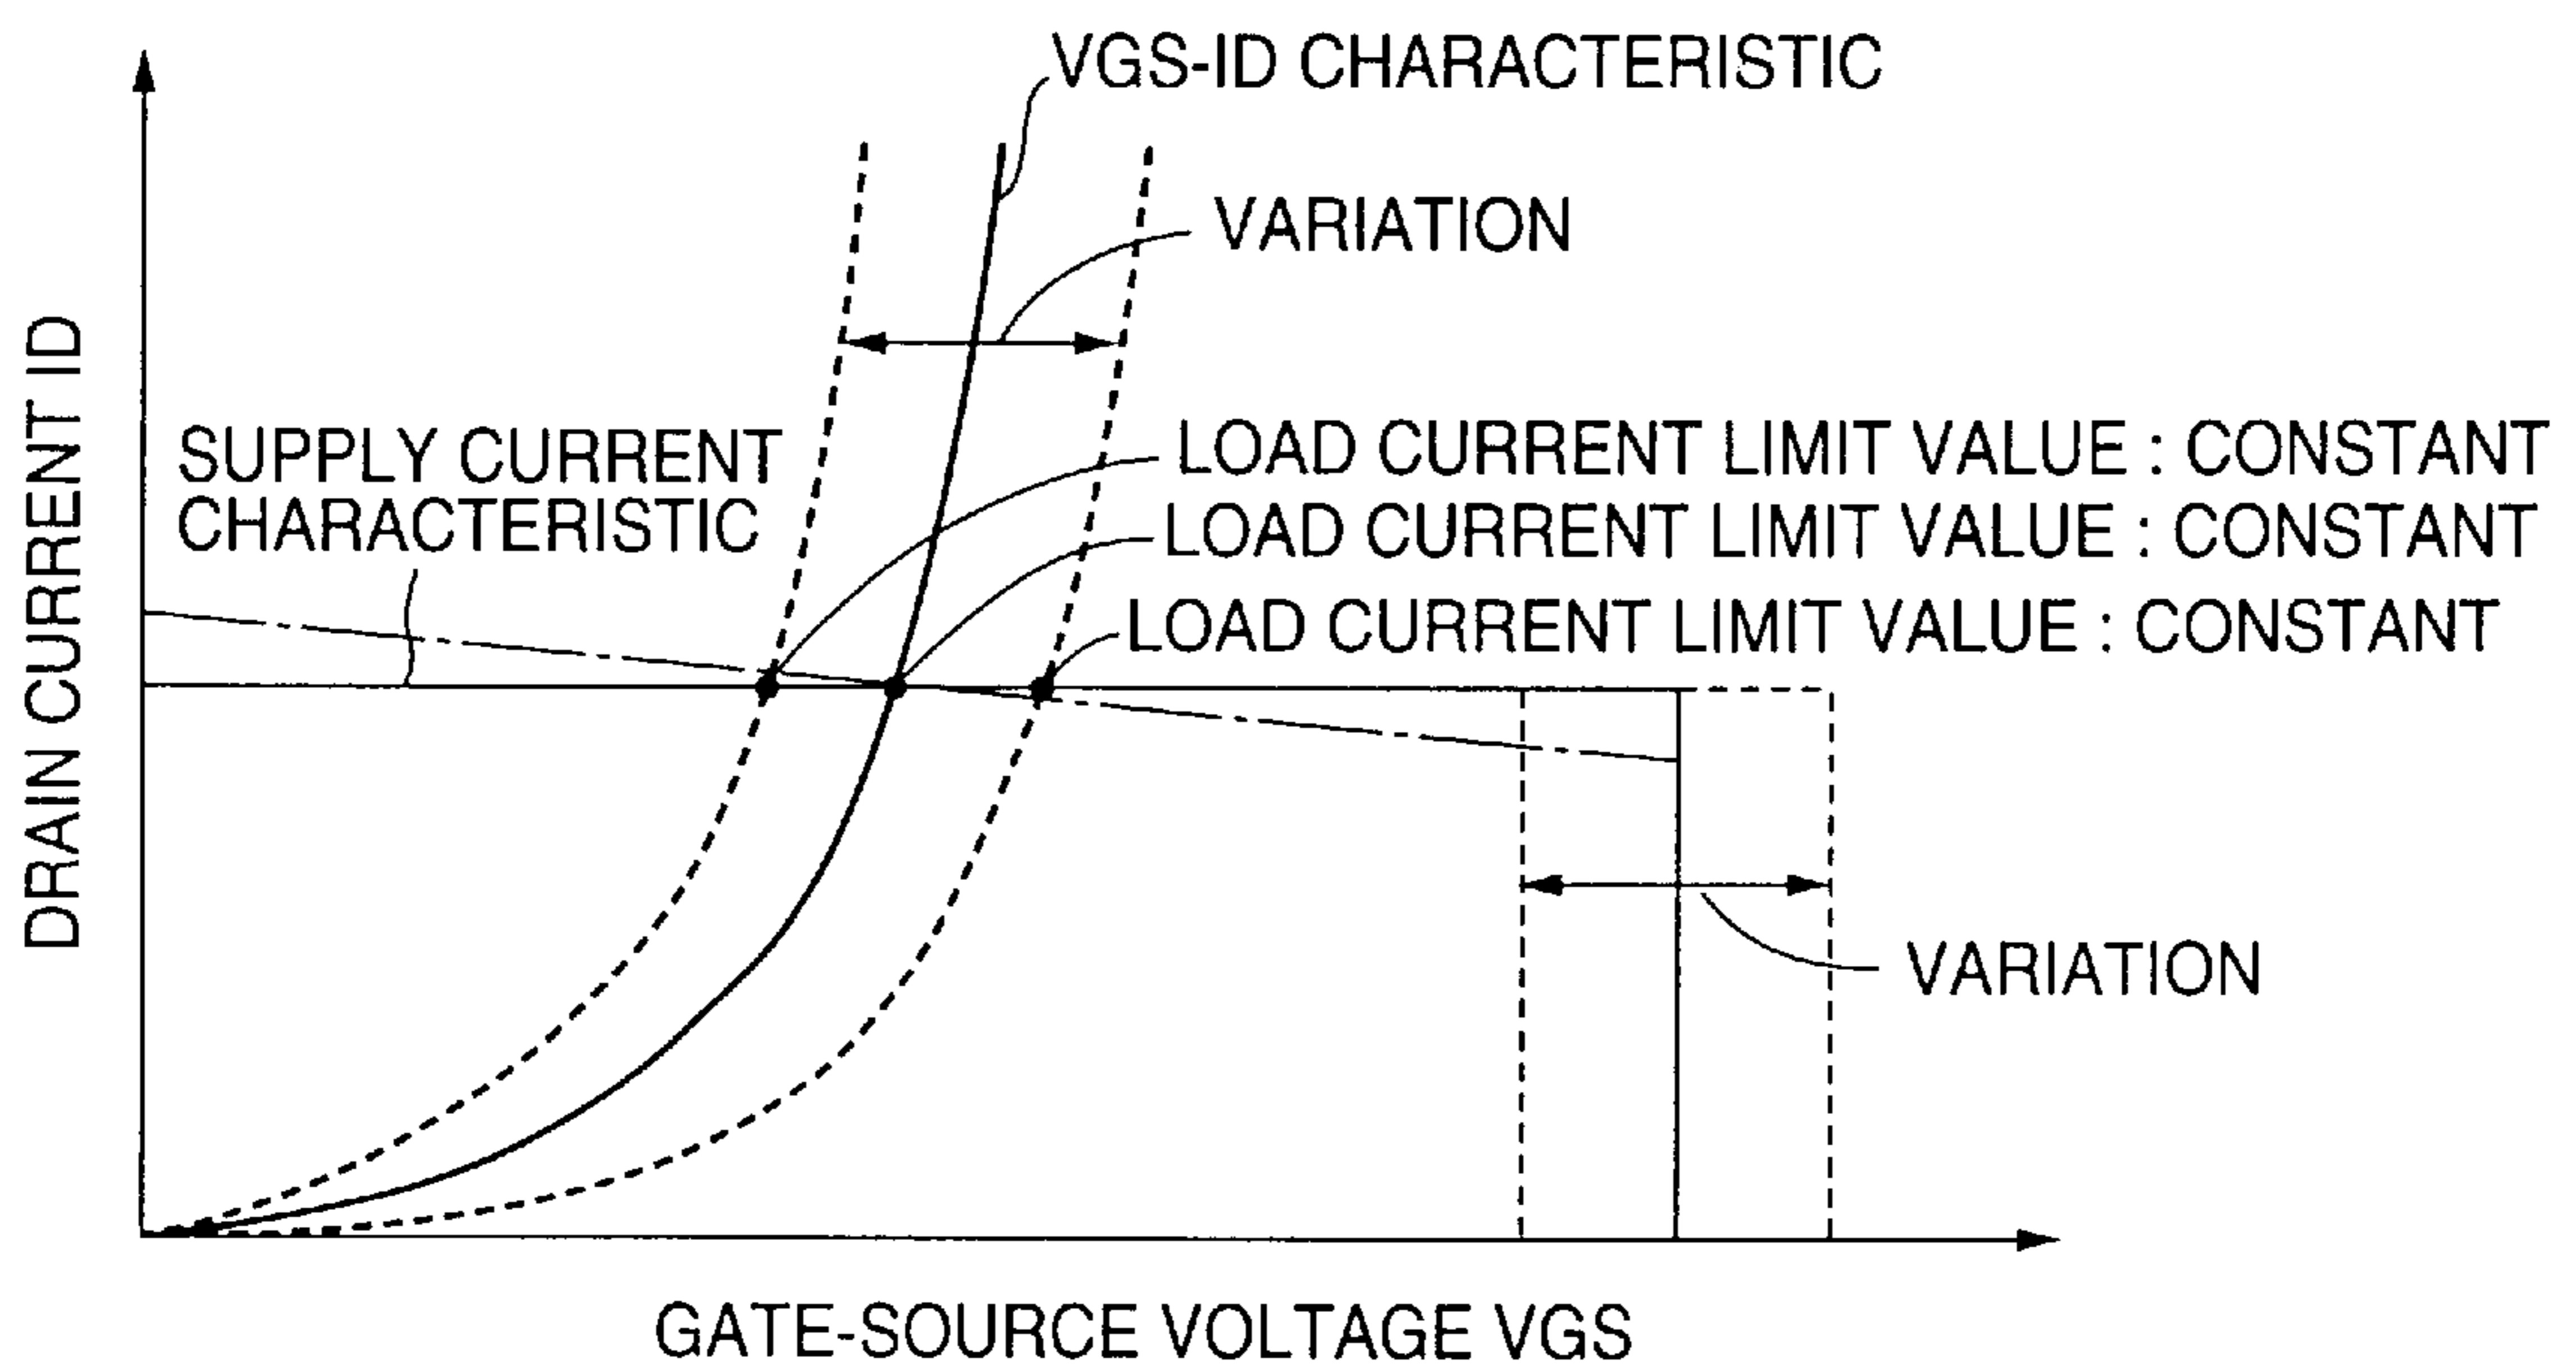 VGS-ID CHARACTERISTIC
VARIATION
SUPPLY CURRENT
CHARACTERISTIC
LOAD CURRENT LIMIT VALUE : CONSTANT
LOAD CURRENT LIMIT VALUE : CONSTANT
LOAD CURRENT LIMIT VALUE : CONSTANT
DRAIN CURRENT ID
VARIATION
GATE-SOURCE VOLTAGE VGS